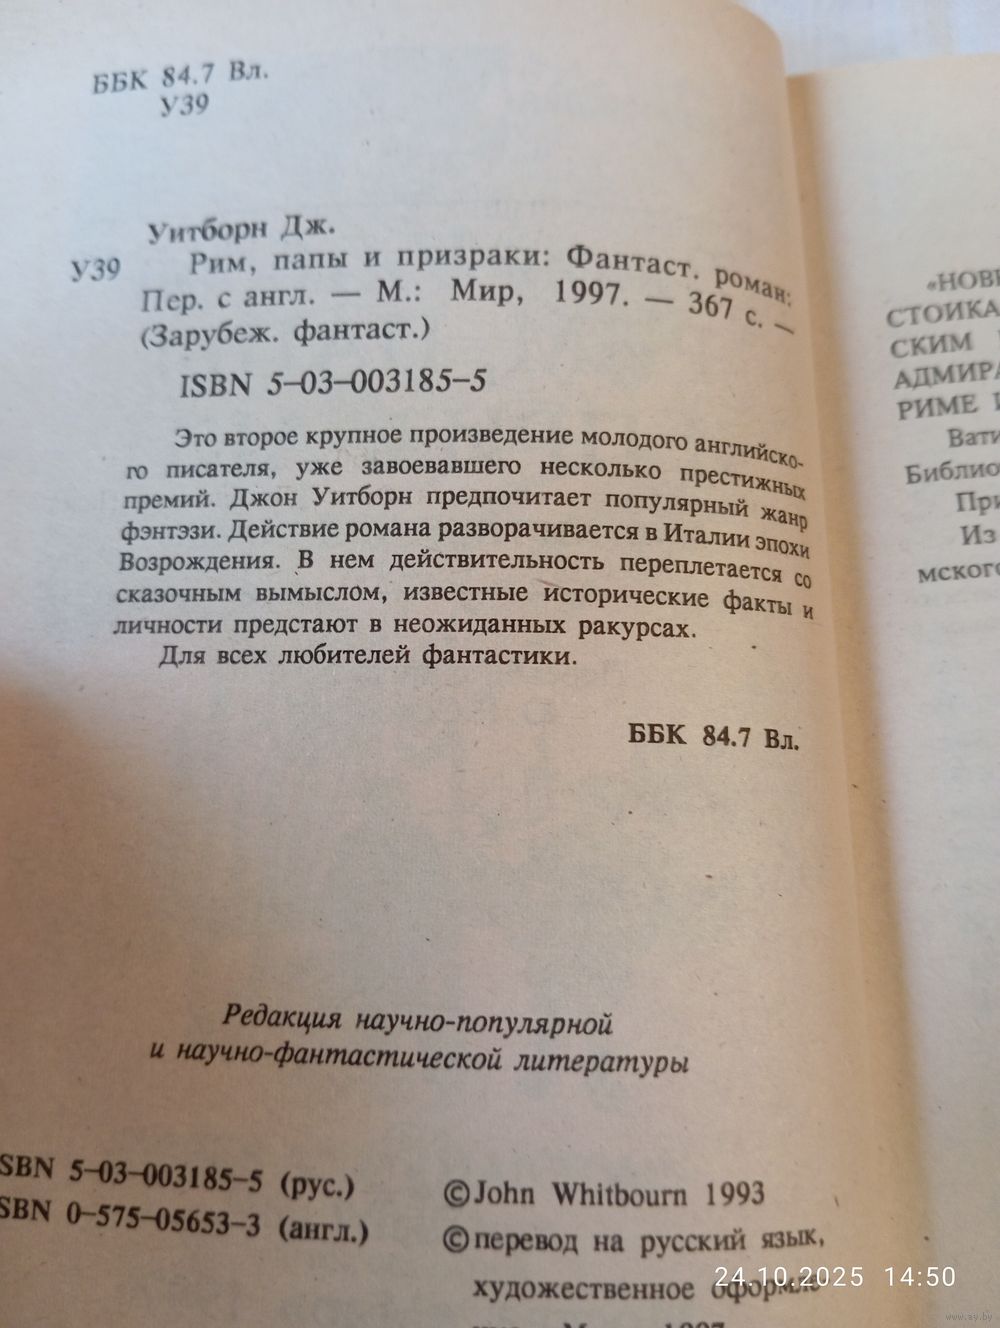 ББК 84.7 Вл.
У39
Уитборн Дж.
У39 Рим, папы и призраки: Фантаст. роман:
Пер. с англ. — М.: Мир, 1997. — 367 с. —
(Зарубеж. фантаст.)
ISBN 5–03–003185–5
Это второе крупное произведение молодого английско-
го писателя, уже завоевавшего несколько престижных
премий. Джон Уитборн предпочитает популярный жанр
фэнтэзи. Действие романа разворачивается в Италии эпохи
Возрождения. В нем действительность переплетается со
сказочным вымыслом, известные исторические факты и
личности предстают в неожиданных ракурсах.
Для всех любителей фантастики.
ББК 84.7 Вл.
Редакция научно-популярной
и научно-фантастической литературы
SBN 5–03–003185–5 (рус.)
SBN 0–575–05653–3 (англ.)
© John Whitbourn 1993
© перевод на русский язык,
художественное оформле-
«НОВЕ
СТОИКА
СКИМ
АДМИРА
РИМЕ И
Вати
Библио
При
Из
мского
24.10.2025 14:50
www.ay.by